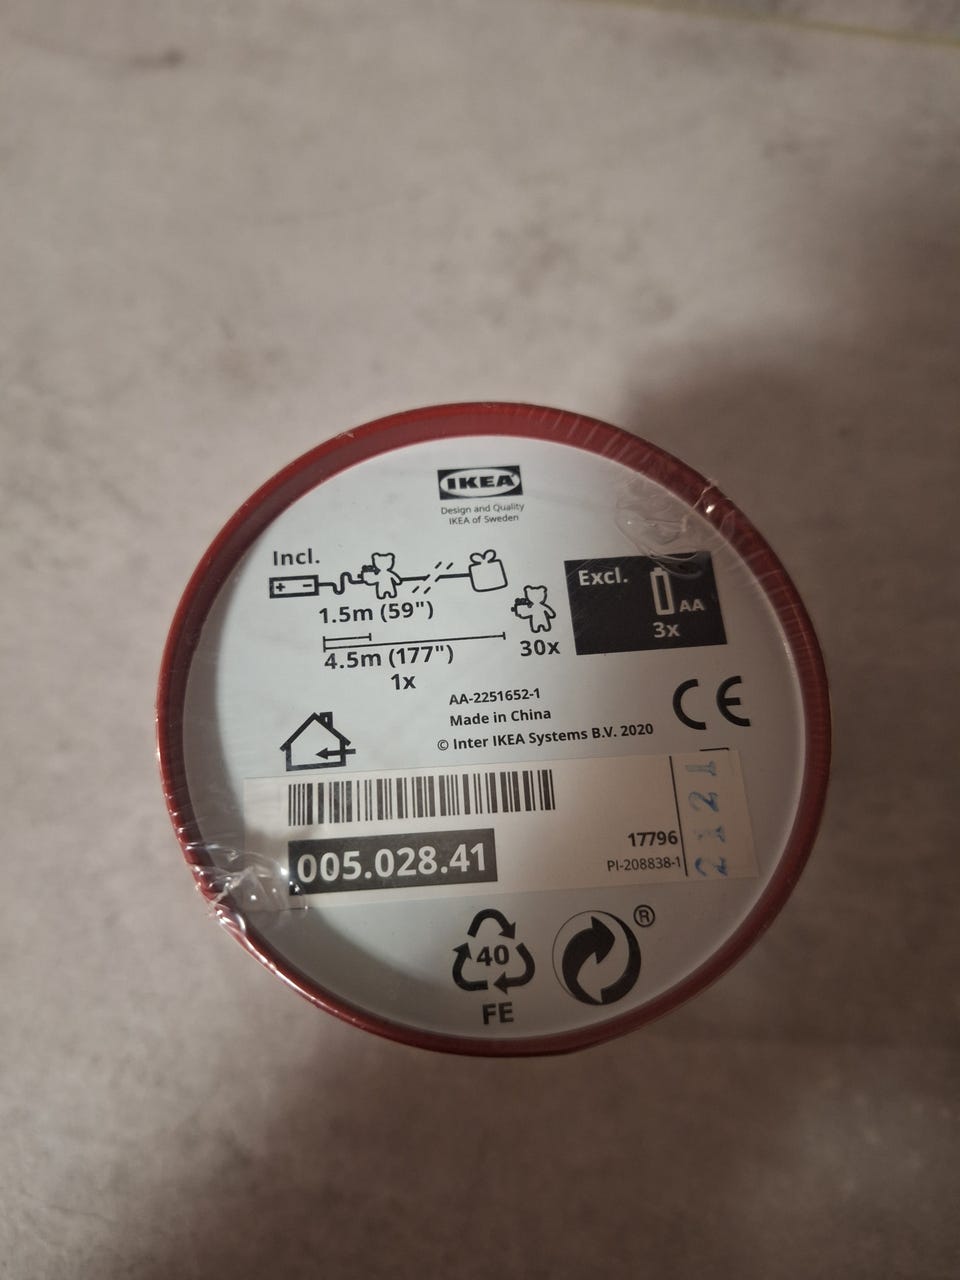 IKEA
Design and Quality
IKEA of Sweden
Incl.
+ -
1.5m (59")
4.5m (177")
1x
30x
Excl.
AA
3x
AA-2251652-1
Made in China
© Inter IKEA Systems B.V. 2020
CE
005.028.41
17796
PI-208838-1
2121
40
FE
®